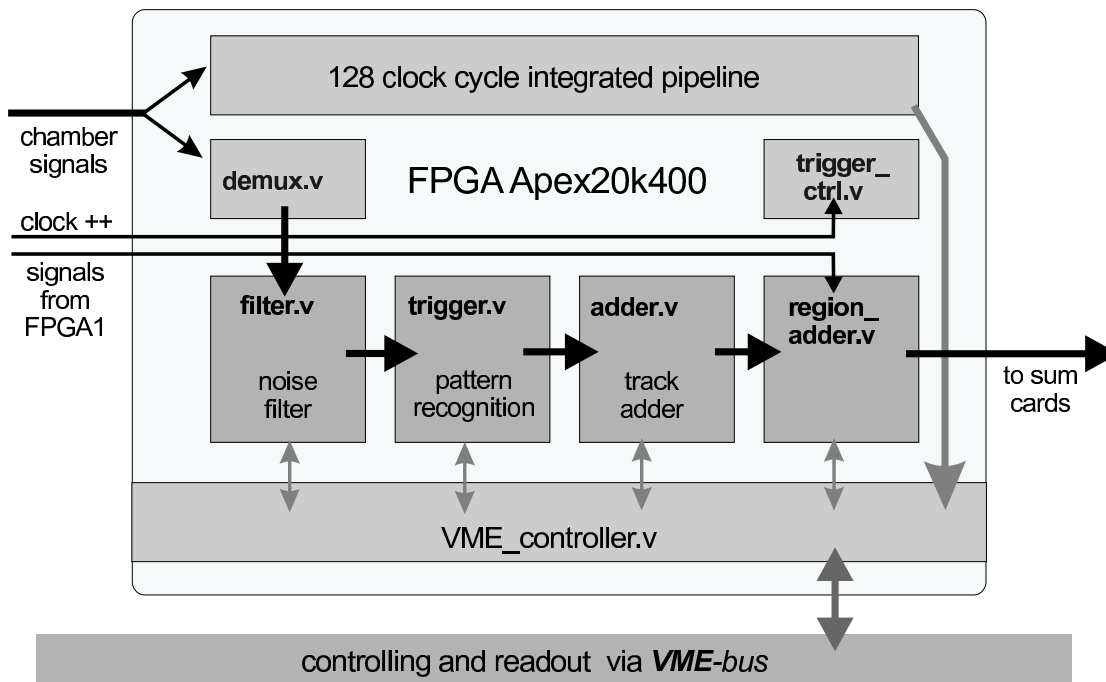 128 clock cycle integrated pipeline
chamber
signals
demux.v
FPGA Apex20k400
trigger_
ctrl.v
clock ++
signals
from
FPGA1
filter.v
noise
filter
trigger.v
pattern
recognition
adder.v
track
adder
region_
adder.v
to sum
cards
VME_controller.v
controlling and readout via VME-bus